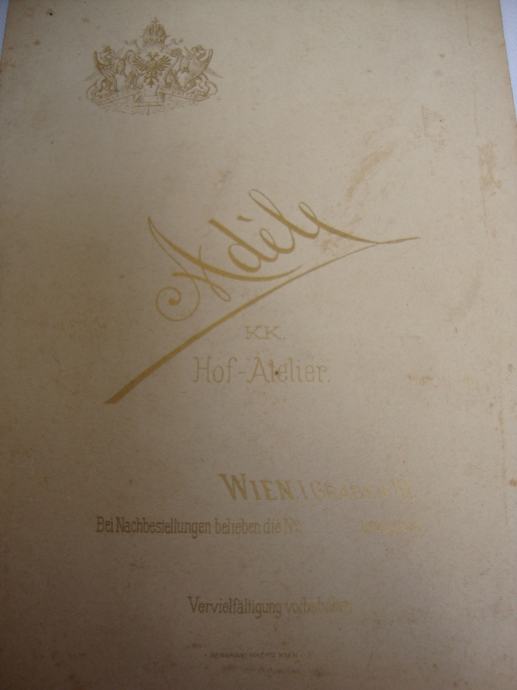 Adèle
K.K.
Hof-Atelier.
WIEN, I GRABEN 19.
Bei Nachbestellungen belieben die Nº
Vervielfältigung vorbehalten